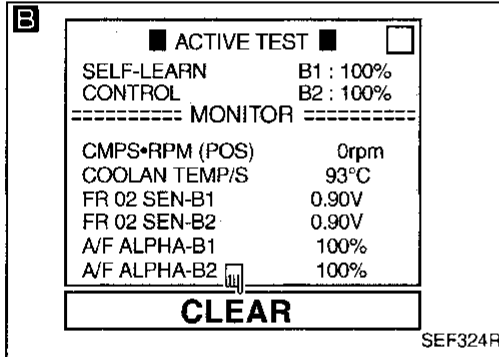 B
■ ACTIVE TEST ■
SELF-LEARN B1 : 100%
CONTROL B2 : 100%
========== MONITOR ==========
CMPS•RPM (POS) 0rpm
COOLAN TEMP/S 93°C
FR 02 SEN-B1 0.90V
FR 02 SEN-B2 0.90V
A/F ALPHA-B1 100%
A/F ALPHA-B2 100%
CLEAR
SEF324R